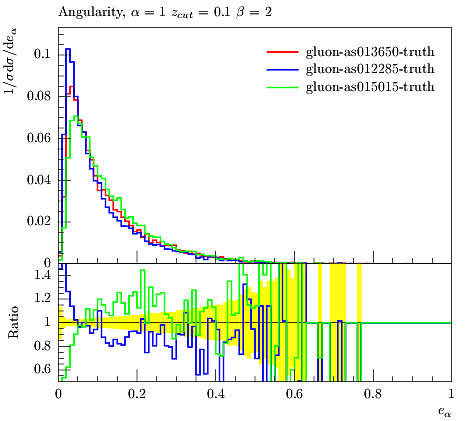 Angularity, α = 1 z_cut = 0.1 β = 2
1/σ dσ/de_α
0.1
0.08
0.06
0.04
0.02
0
gluon-as013650-truth
gluon-as012285-truth
gluon-as015015-truth
Ratio
1.4
1.2
1
0.8
0.6
0 0.2 0.4 0.6 0.8 1
e_α